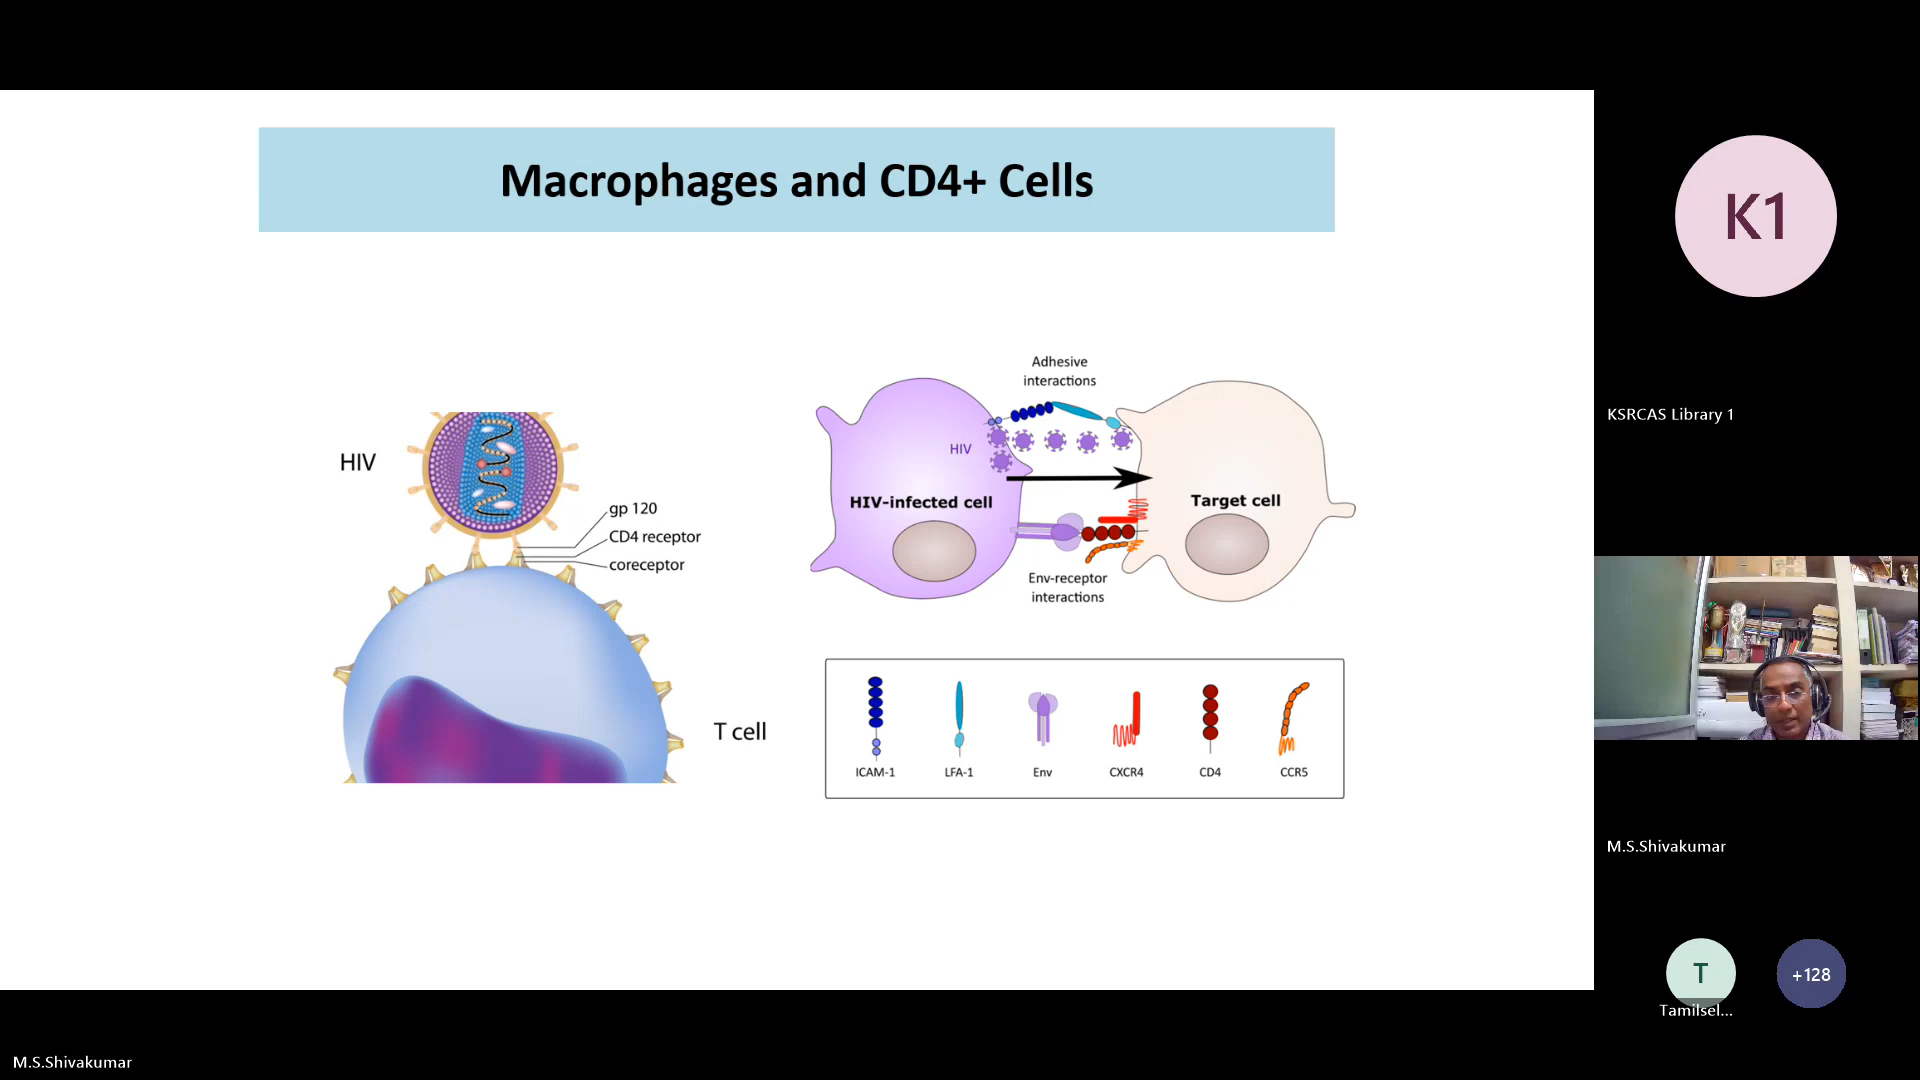 Macrophages and CD4+ Cells
HIV
gp 120
CD4 receptor
coreceptor
T cell
Adhesive
interactions
HIV
HIV-infected cell
Target cell
Env-receptor
interactions
ICAM-1
LFA-1
Env
CXCR4
CD4
CCR5
K1
KSRCAS Library 1
M.S.Shivakumar
T
+128
Tamilsel...
M.S.Shivakumar